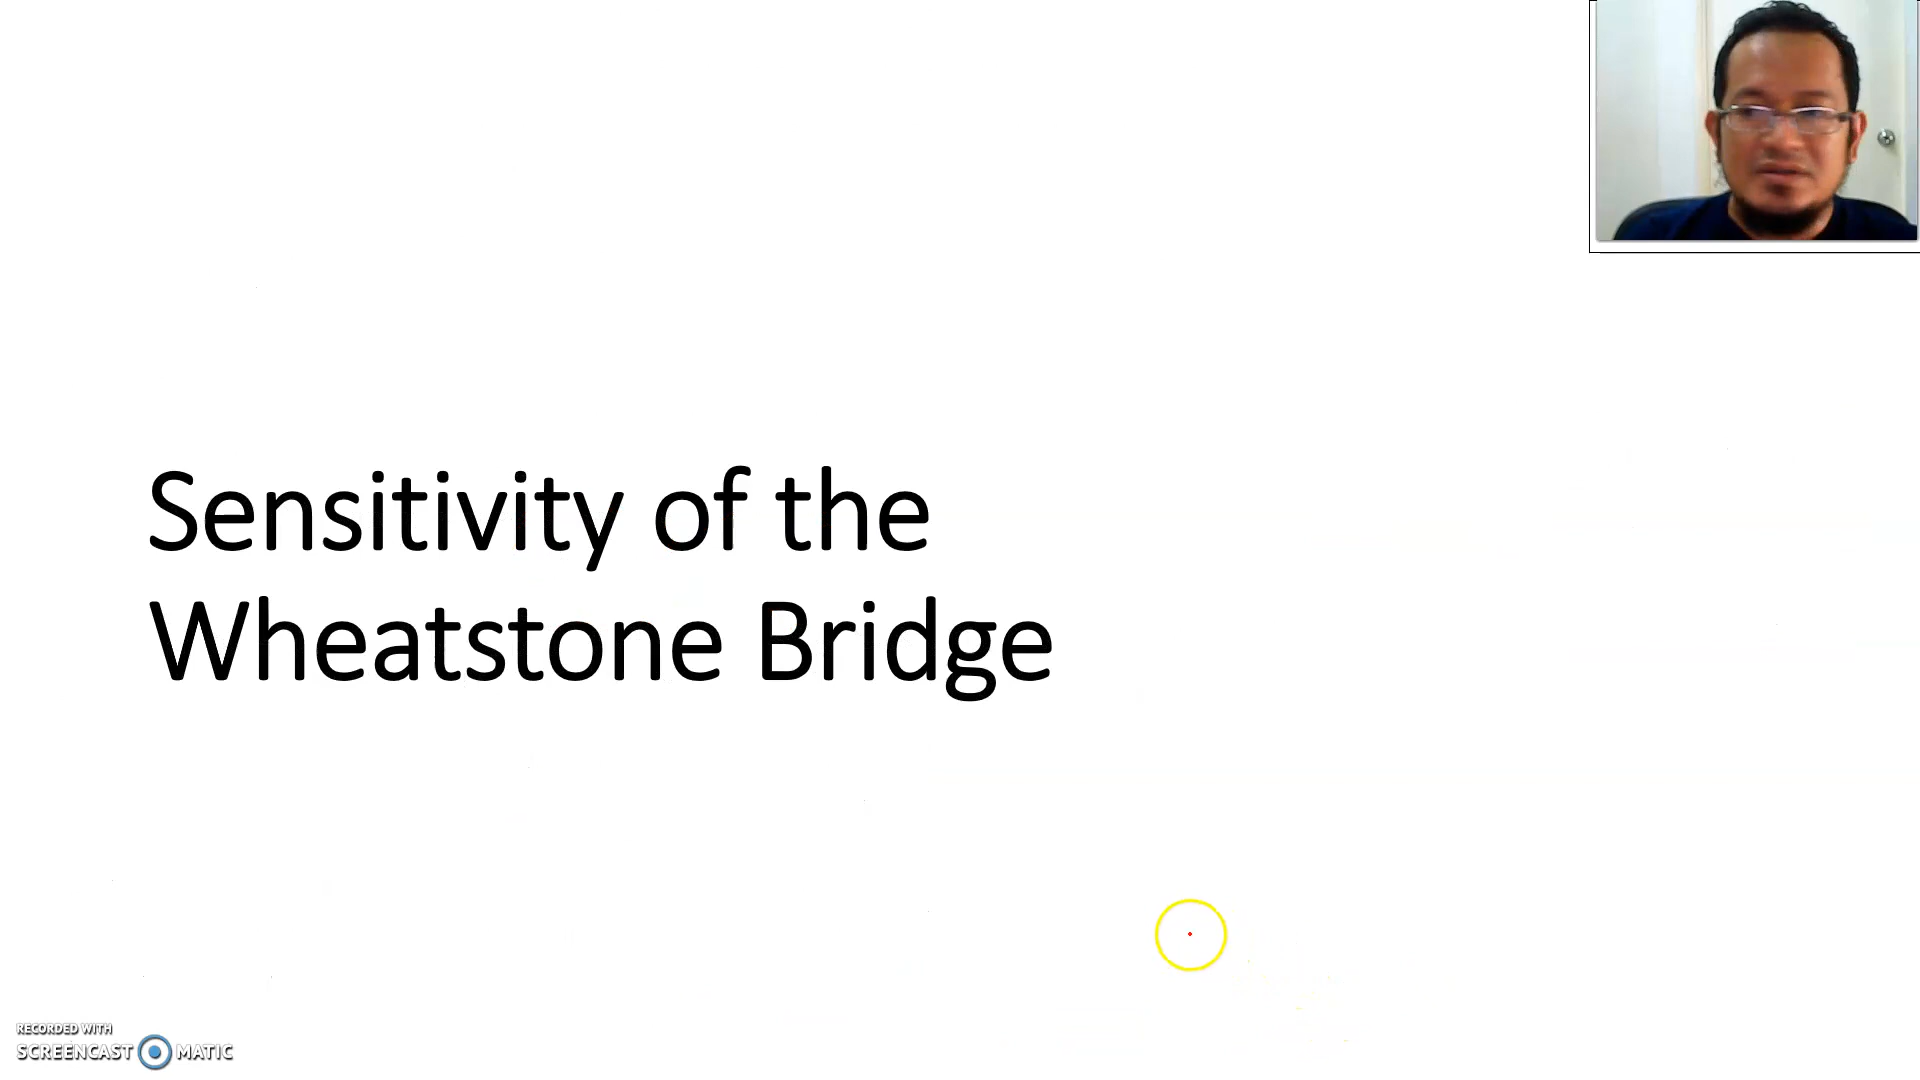 Sensitivity of the
Wheatstone Bridge
RECORDED WITH
SCREENCAST MATIC